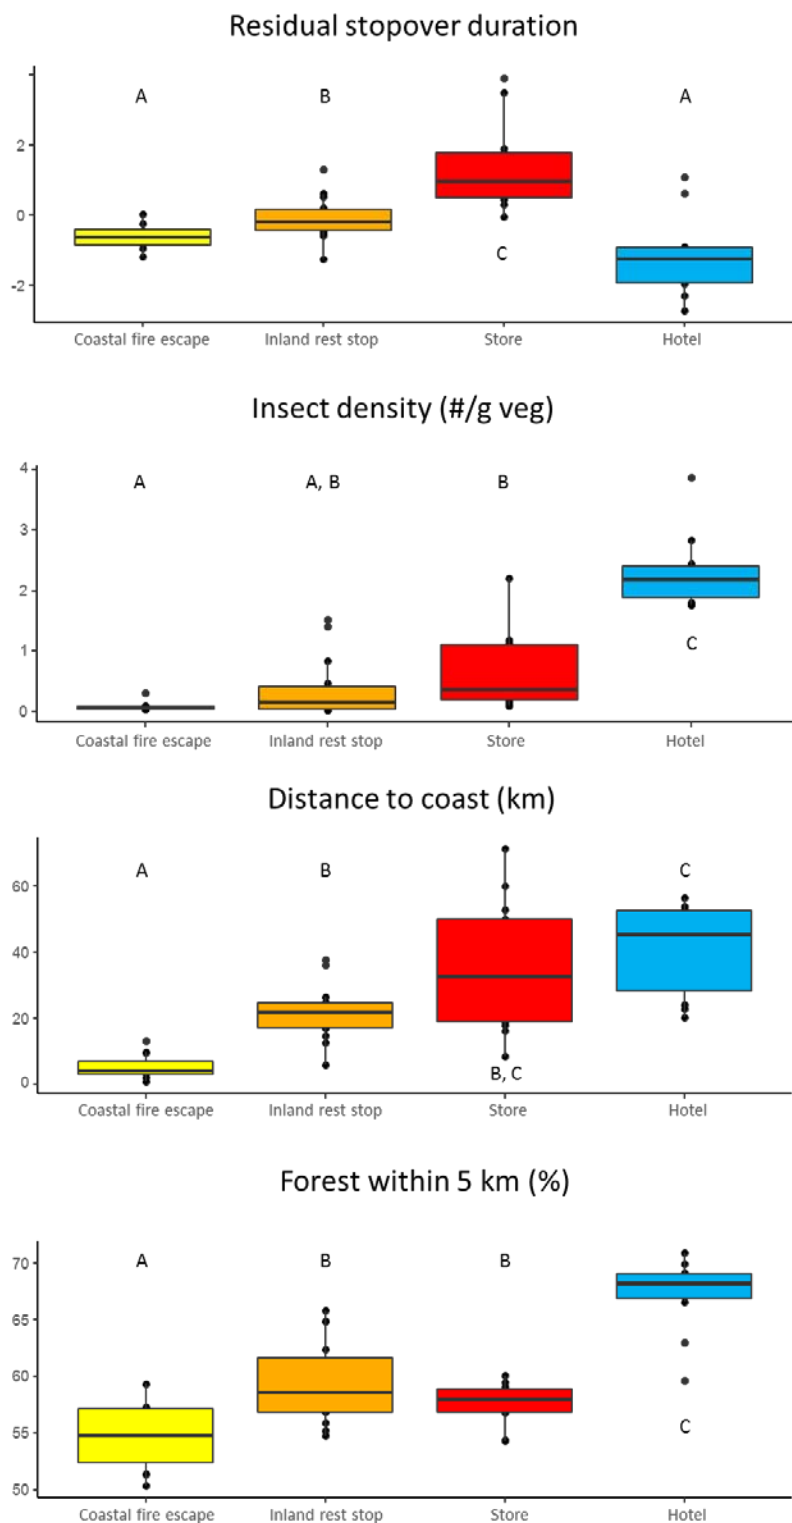 Residual stopover duration
A B A
2
0
C
-2
Coastal fire escape Inland rest stop Store Hotel
Insect density (#/g veg)
4
A A, B B
3
2
C
1
0
Coastal fire escape Inland rest stop Store Hotel
Distance to coast (km)
A B C
60
40
20
B, C
0
Coastal fire escape Inland rest stop Store Hotel
Forest within 5 km (%)
A B B
70
65
60
C
55
50
Coastal fire escape Inland rest stop Store Hotel